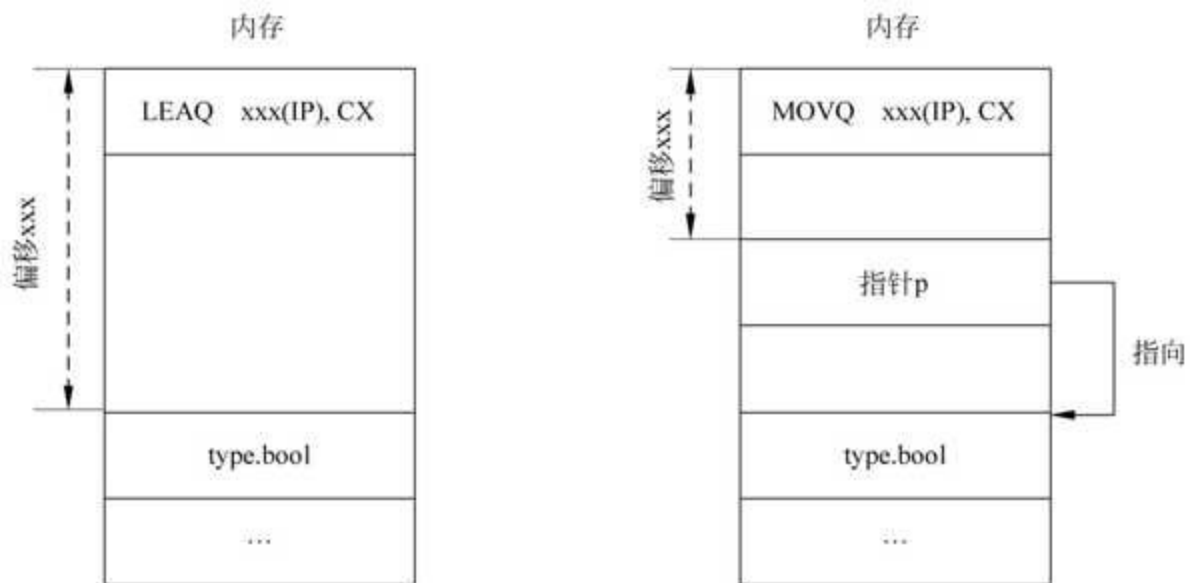 内存
LEAQ xxx(IP), CX
偏移xxx
type.bool
…
内存
MOVQ xxx(IP), CX
偏移xxx
指针p
指向
type.bool
…